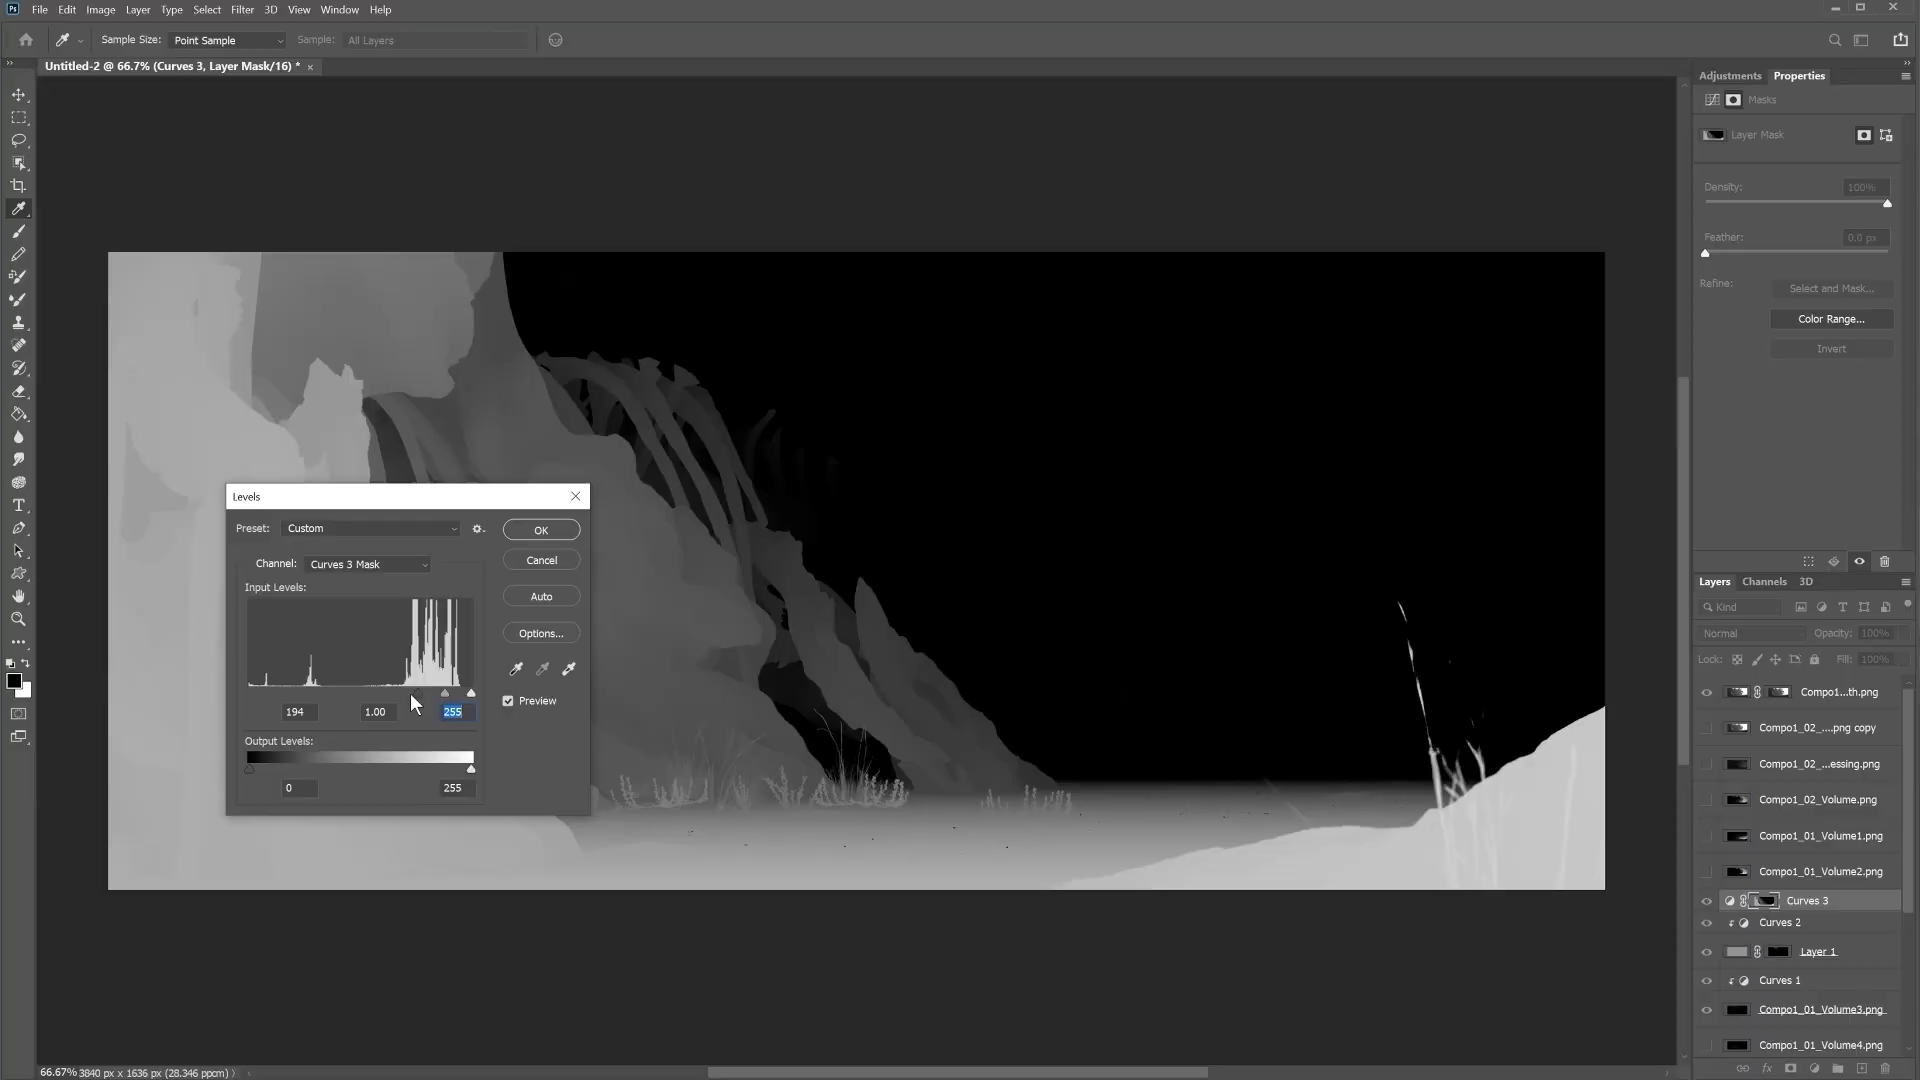 Ps File Edit Image Layer Type Select Filter 3D View Window Help
Sample Size: Point Sample Sample: All Layers
Untitled-2 @ 66.7% (Curves 3, Layer Mask/16) * ×
Adjustments Properties
Masks
Layer Mask
Density: 100%
Feather: 0.0 px
Refine: Select and Mask...
Color Range...
Invert
Levels
Preset: Custom
OK
Channel: Curves 3 Mask
Cancel
Input Levels:
Auto
Options...
Preview
194 1.00 255
Output Levels:
0 255
Layers Channels 3D
Kind
Normal Opacity: 100%
Lock: Fill: 100%
Compo1...th.png
Compo1_02_....png copy
Compo1_02_...essing.png
Compo1_02_Volume.png
Compo1_01_Volume1.png
Compo1_01_Volume2.png
Curves 3
Curves 2
Layer 1
Curves 1
Compo1_01_Volume3.png
Compo1_01_Volume4.png
66.67% 3840 px x 1636 px (28.346 ppcm)